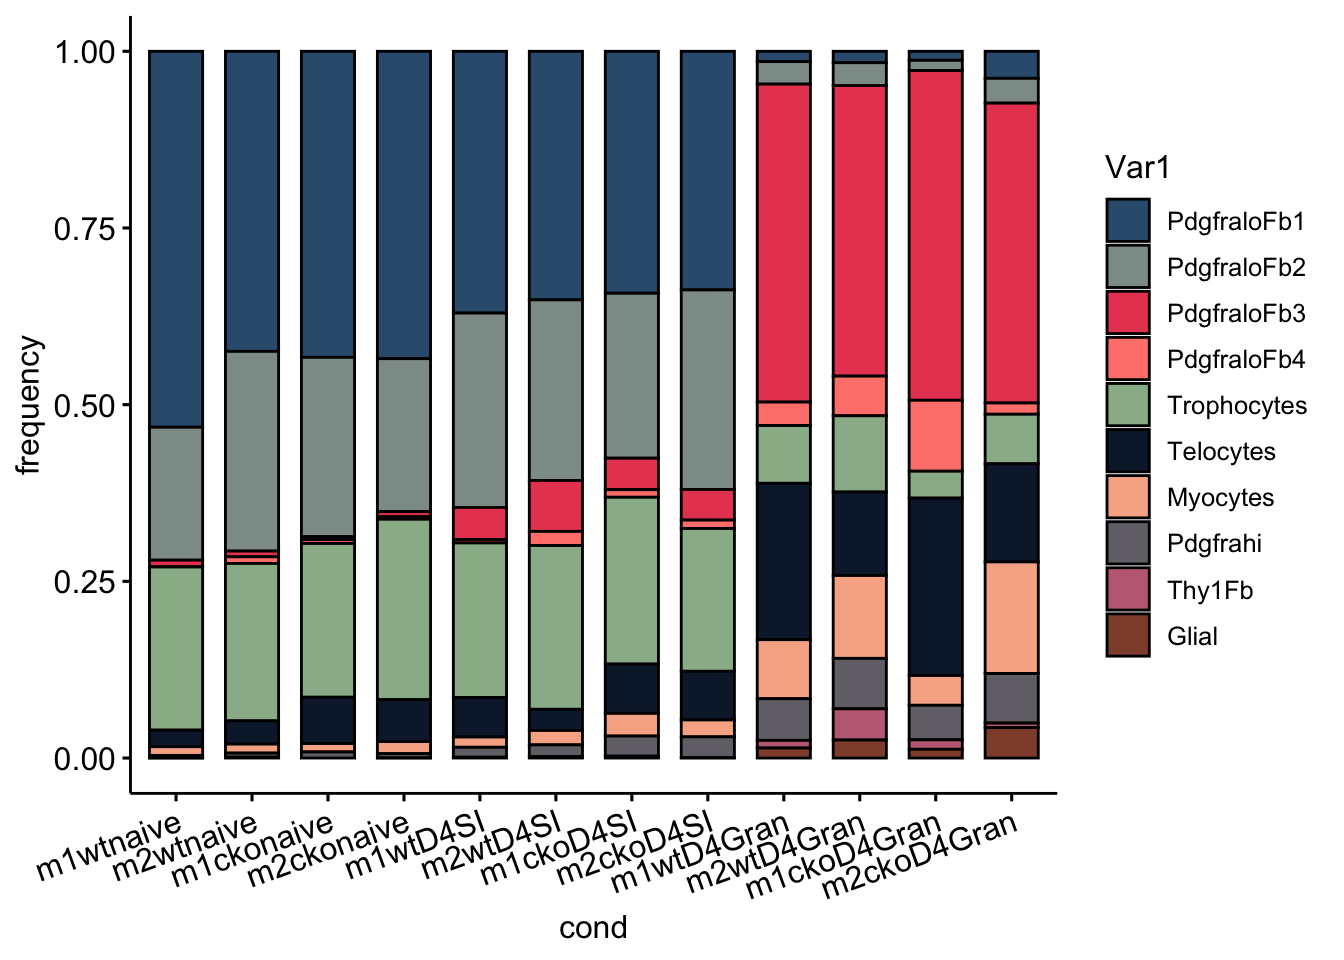 1.00
0.75
0.50
0.25
0.00
frequency
m1wtnaive
m2wtnaive
m1ckonaive
m2ckonaive
m1wtD4SI
m2wtD4SI
m1ckoD4SI
m2ckoD4SI
m1wtD4Gran
m2wtD4Gran
m1ckoD4Gran
m2ckoD4Gran
cond
Var1
PdgfraloFb1
PdgfraloFb2
PdgfraloFb3
PdgfraloFb4
Trophocytes
Telocytes
Myocytes
Pdgfrahi
Thy1Fb
Glial